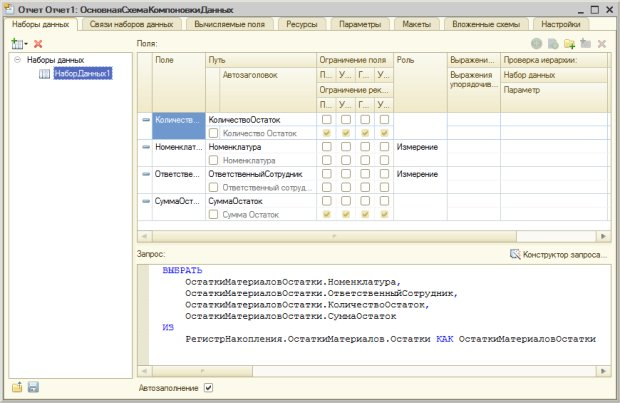 Отчет Отчет1: ОсновнаяСхемаКомпоновкиДанных
Наборы данных Связи наборов данных Вычисляемые поля Ресурсы Параметры Макеты Вложенные схемы Настройки
Поля:
Наборы данных
НаборДанных1
Поле Путь Ограничение поля Роль Выражени... Проверка иерархии:
Автозаголовок П... У... Г... У... Выражения упорядочив... Набор данных
Ограничение рек... Параметр
П... У... Г... У...
Количеств... КоличествоОстаток
Количество Остаток
Номенклат... Номенклатура Измерение
Номенклатура
Ответстве... ОтветственныйСотрудник Измерение
Ответственный сотруд...
СуммаОст... СуммаОстаток
Сумма Остаток
Запрос: Конструктор запроса...
ВЫБРАТЬ
ОстаткиМатериаловОстатки.Номенклатура,
ОстаткиМатериаловОстатки.ОтветственныйСотрудник,
ОстаткиМатериаловОстатки.КоличествоОстаток,
ОстаткиМатериаловОстатки.СуммаОстаток
ИЗ
РегистрНакопления.ОстаткиМатериалов.Остатки КАК ОстаткиМатериаловОстатки
Автозаполнение